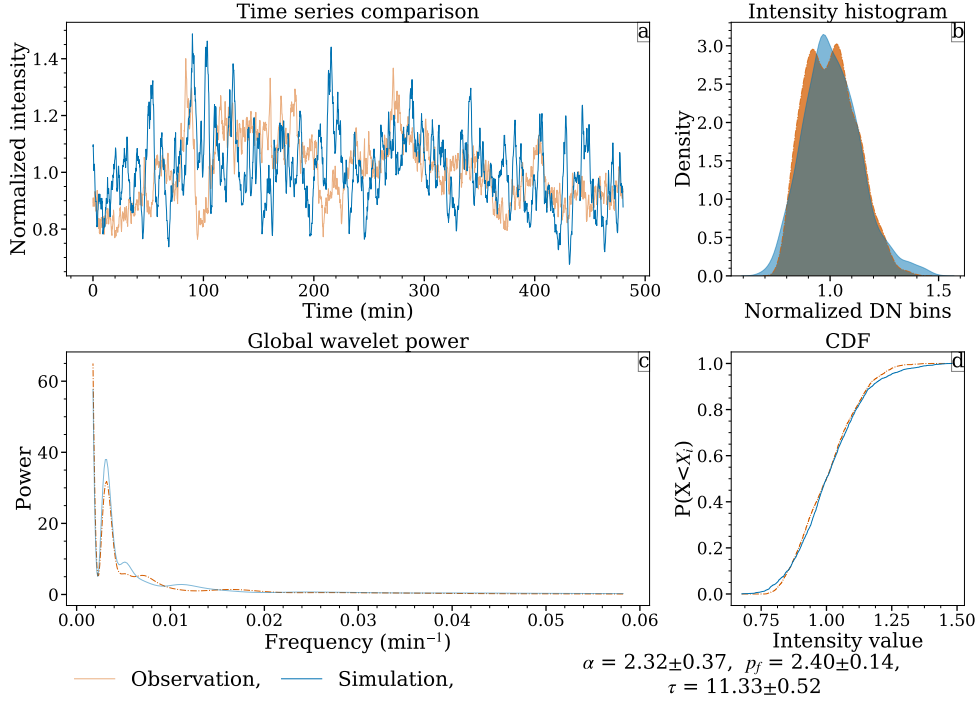 Time series comparison
a
Normalized intensity
1.4
1.2
1.0
0.8
0
100
200
300
400
500
Time (min)
Intensity histogram
b
Density
3.0
2.5
2.0
1.5
1.0
0.5
0.0
1.0
1.5
Normalized DN bins
Global wavelet power
c
Power
60
40
20
0
0.00
0.01
0.02
0.03
0.04
0.05
0.06
Frequency (min⁻¹)
CDF
d
P(X<Xᵢ)
1.0
0.8
0.6
0.4
0.2
0.0
0.75
1.00
1.25
1.50
Intensity value
Observation,
Simulation,
α = 2.32±0.37, p_f = 2.40±0.14,
τ = 11.33±0.52